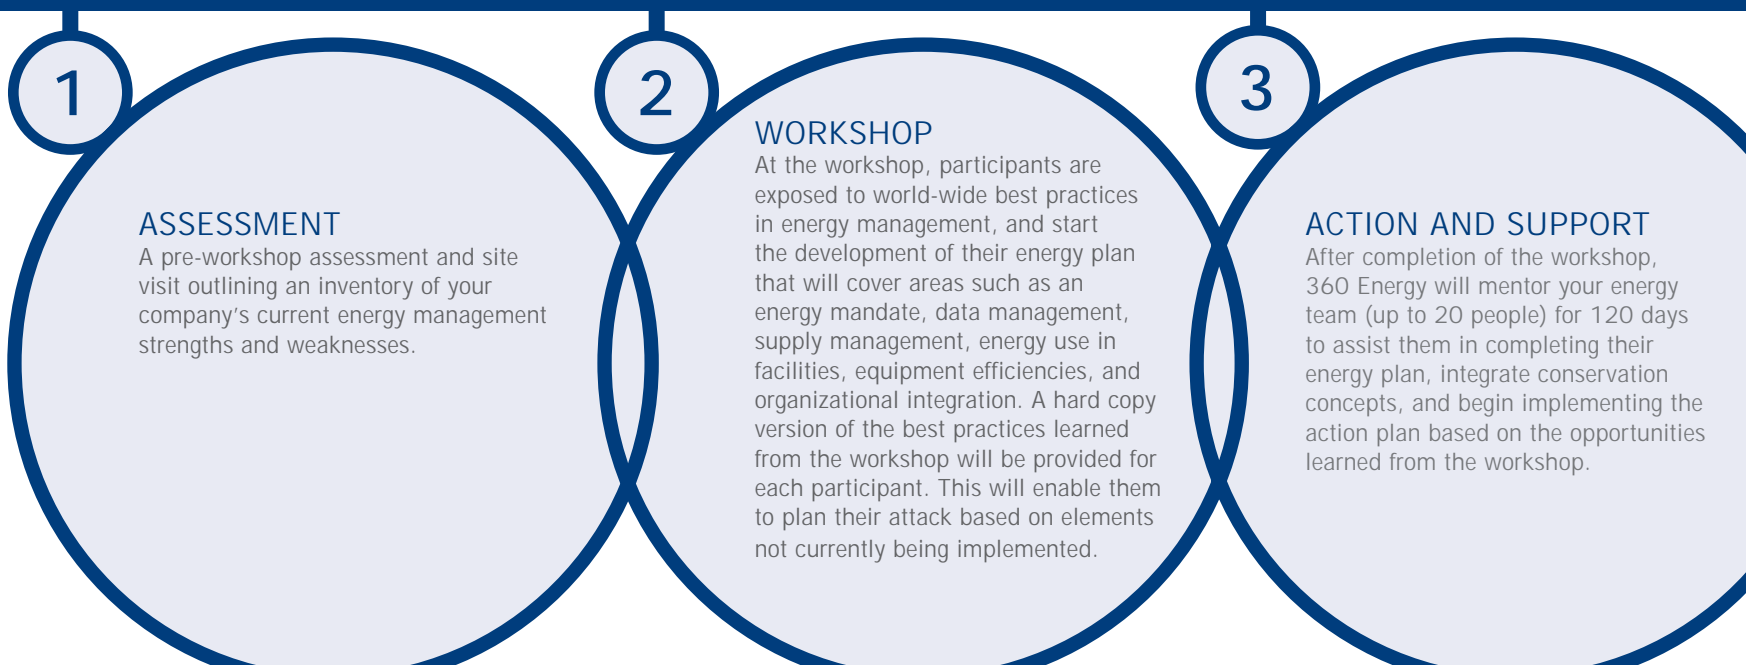 1
ASSESSMENT
A pre-workshop assessment and site
visit outlining an inventory of your
company's current energy management
strengths and weaknesses.
2
WORKSHOP
At the workshop, participants are
exposed to world-wide best practices
in energy management, and start
the development of their energy plan
that will cover areas such as an
energy mandate, data management,
supply management, energy use in
facilities, equipment efficiencies, and
organizational integration. A hard copy
version of the best practices learned
from the workshop will be provided for
each participant. This will enable them
to plan their attack based on elements
not currently being implemented.
3
ACTION AND SUPPORT
After completion of the workshop,
360 Energy will mentor your energy
team (up to 20 people) for 120 days
to assist them in completing their
energy plan, integrate conservation
concepts, and begin implementing the
action plan based on the opportunities
learned from the workshop.